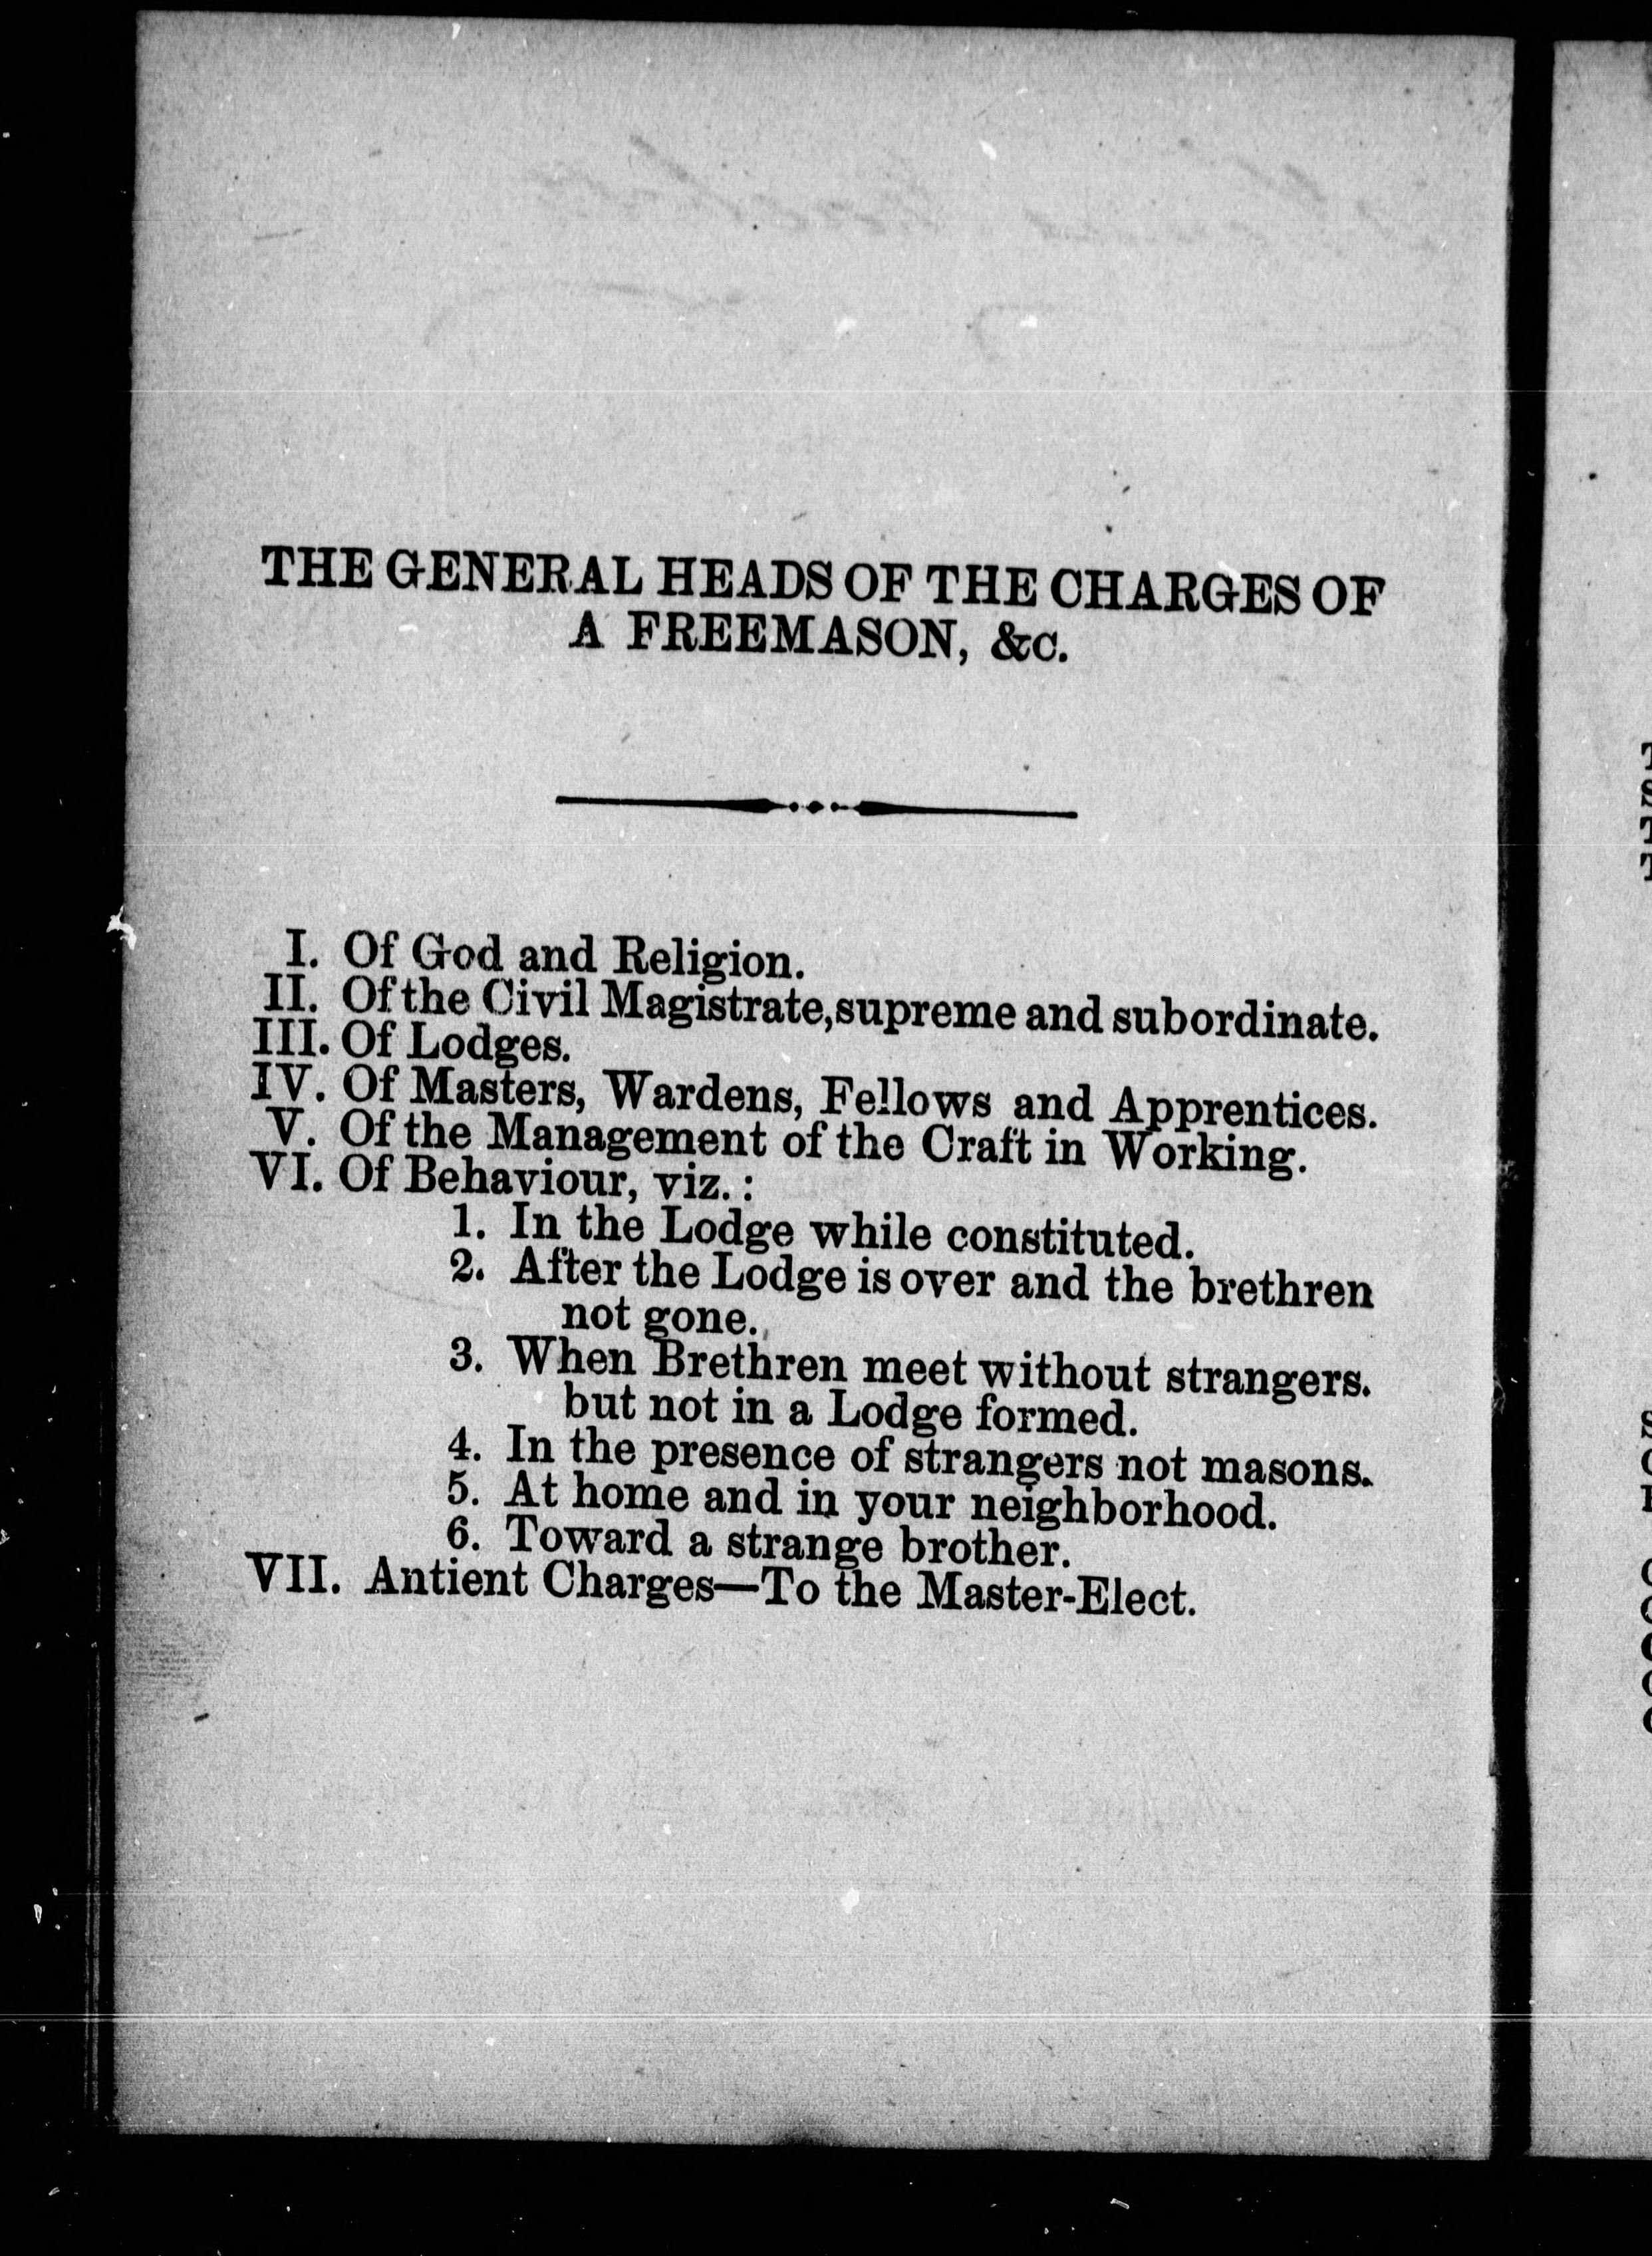 THE GENERAL HEADS OF THE CHARGES OF
A FREEMASON, &C.
I. Of God and Religion.
II. Of the Civil Magistrate, supreme and subordinate.
III. Of Lodges.
IV. Of Masters, Wardens, Fellows and Apprentices.
V. Of the Management of the Craft in Working.
VI. Of Behaviour, viz. :
1. In the Lodge while constituted.
2. After the Lodge is over and the brethren
not gone.
3. When Brethren meet without strangers.
but not in a Lodge formed.
4. In the presence of strangers not masons.
5. At home and in your neighborhood.
6. Toward a strange brother.
VII. Antient Charges—To the Master-Elect.